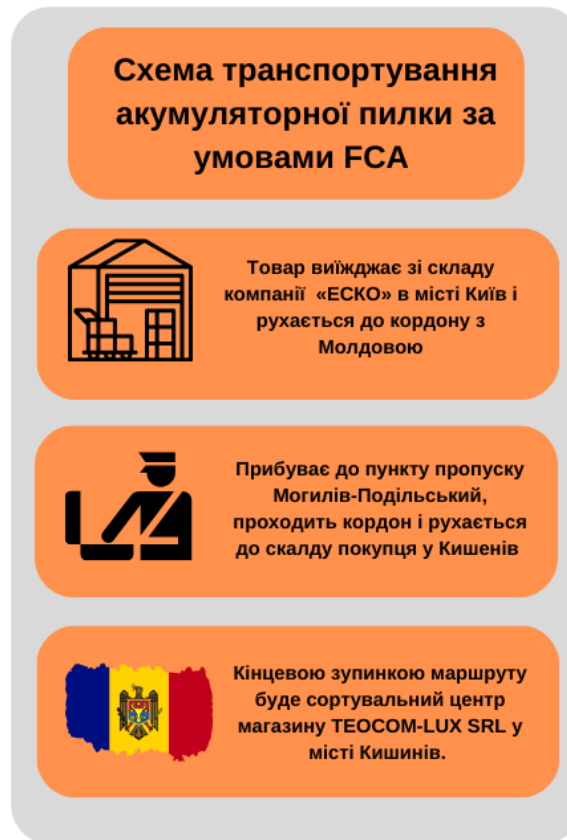 Схема транспортування
акумуляторної пилки за
умовами FCA
Товар виїжджає зі складу
компанії «ЕСКО» в місті Київ і
рухається до кордону з
Молдовою
Прибуває до пункту пропуску
Могилів-Подільський,
проходить кордон і рухається
до скалду покупця у Кишенів
Кінцевою зупинкою маршруту
буде сортувальний центр
магазину TEOCOM-LUX SRL у
місті Кишинів.